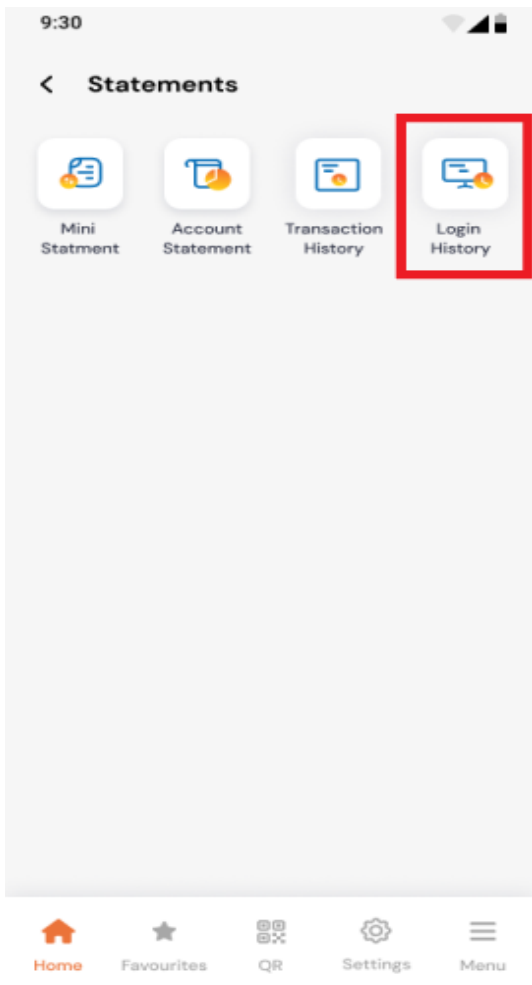 9:30
Statements
Mini
Statment
Account
Statement
Transaction
History
Login
History
Home
Favourites
QR
Settings
Menu